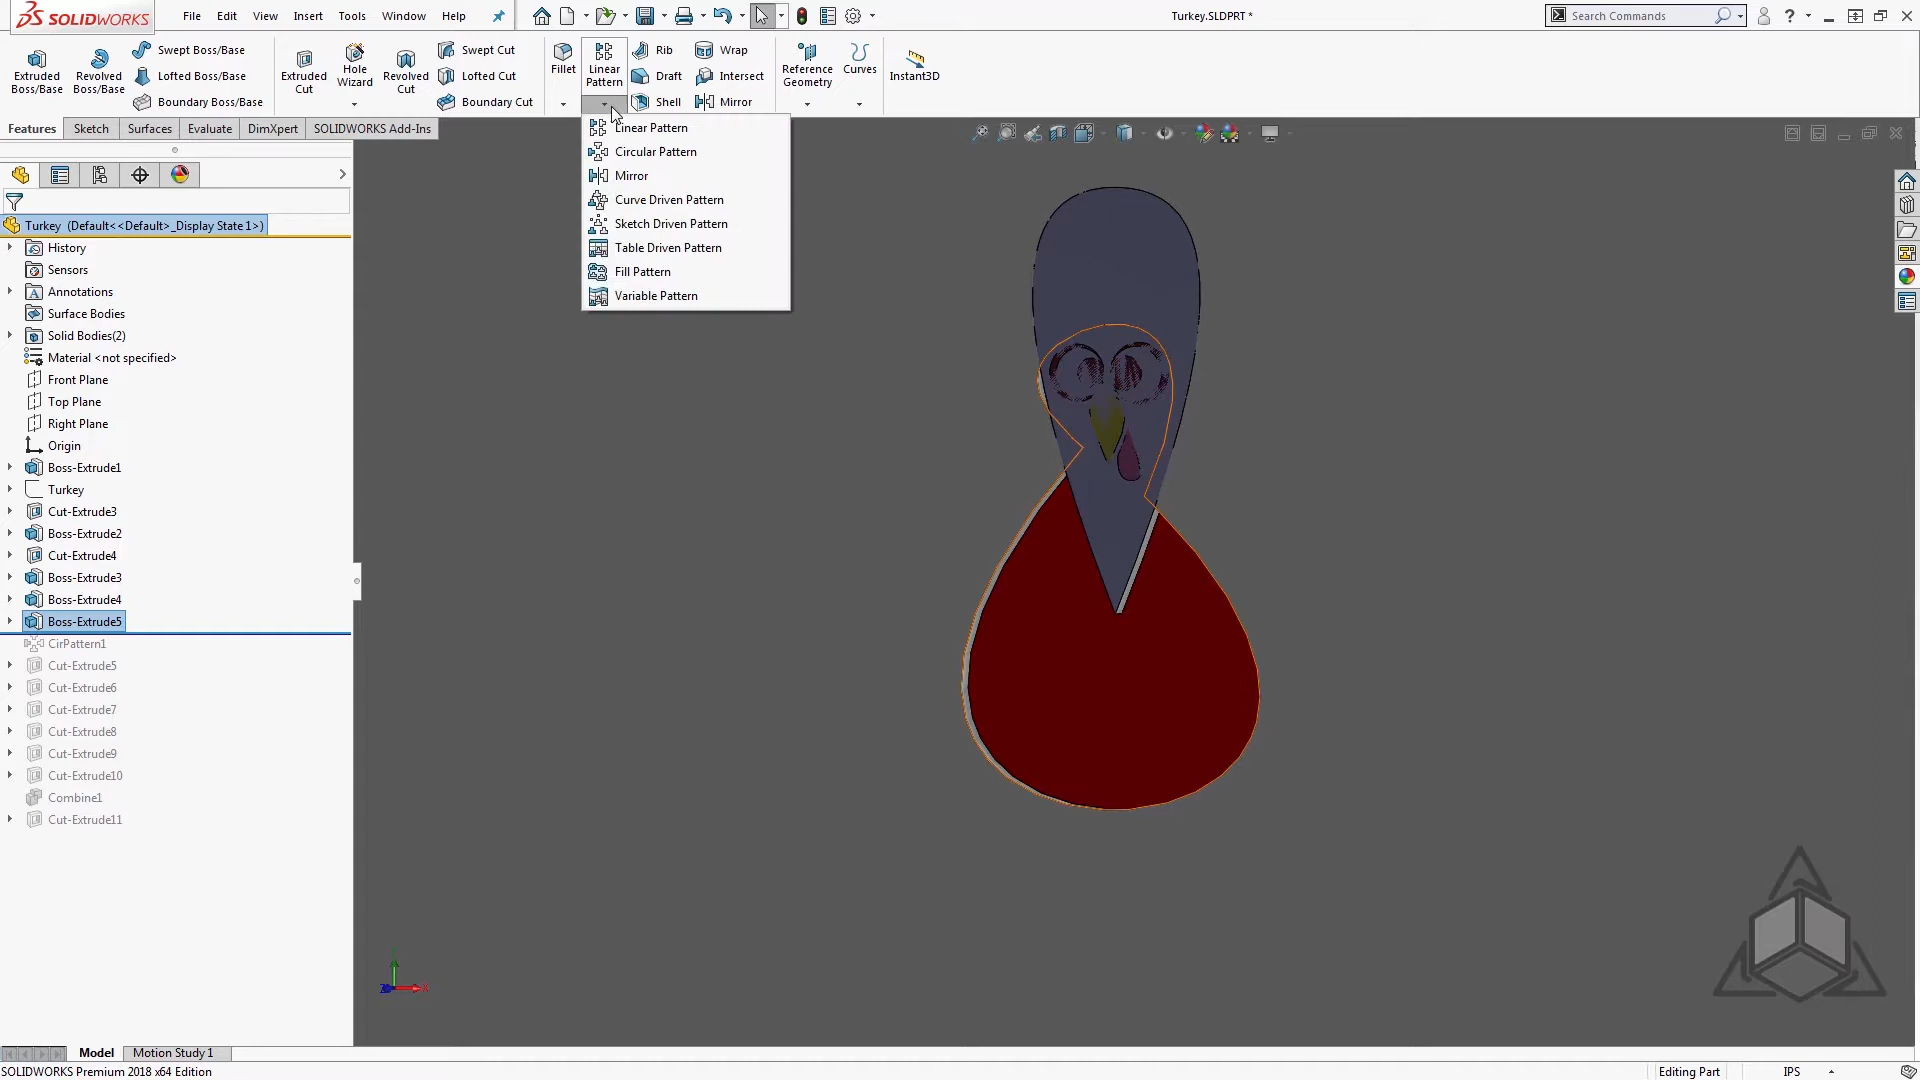 SOLIDWORKS
File Edit View Insert Tools Window Help
Turkey.SLDPRT *
Search Commands
Extruded Boss/Base
Revolved Boss/Base
Swept Boss/Base
Lofted Boss/Base
Boundary Boss/Base
Extruded Cut
Hole Wizard
Revolved Cut
Swept Cut
Lofted Cut
Boundary Cut
Fillet
Linear Pattern
Rib
Draft
Shell
Wrap
Intersect
Mirror
Reference Geometry
Curves
Instant3D
Features Sketch Surfaces Evaluate DimXpert SOLIDWORKS Add-Ins
Linear Pattern
Circular Pattern
Mirror
Curve Driven Pattern
Sketch Driven Pattern
Table Driven Pattern
Fill Pattern
Variable Pattern
Turkey (Default<<Default>_Display State 1>)
History
Sensors
Annotations
Surface Bodies
Solid Bodies(2)
Material <not specified>
Front Plane
Top Plane
Right Plane
Origin
Boss-Extrude1
Turkey
Cut-Extrude3
Boss-Extrude2
Cut-Extrude4
Boss-Extrude3
Boss-Extrude4
Boss-Extrude5
CirPattern1
Cut-Extrude5
Cut-Extrude6
Cut-Extrude7
Cut-Extrude8
Cut-Extrude9
Cut-Extrude10
Combine1
Cut-Extrude11
Model Motion Study 1
SOLIDWORKS Premium 2018 x64 Edition
Editing Part IPS